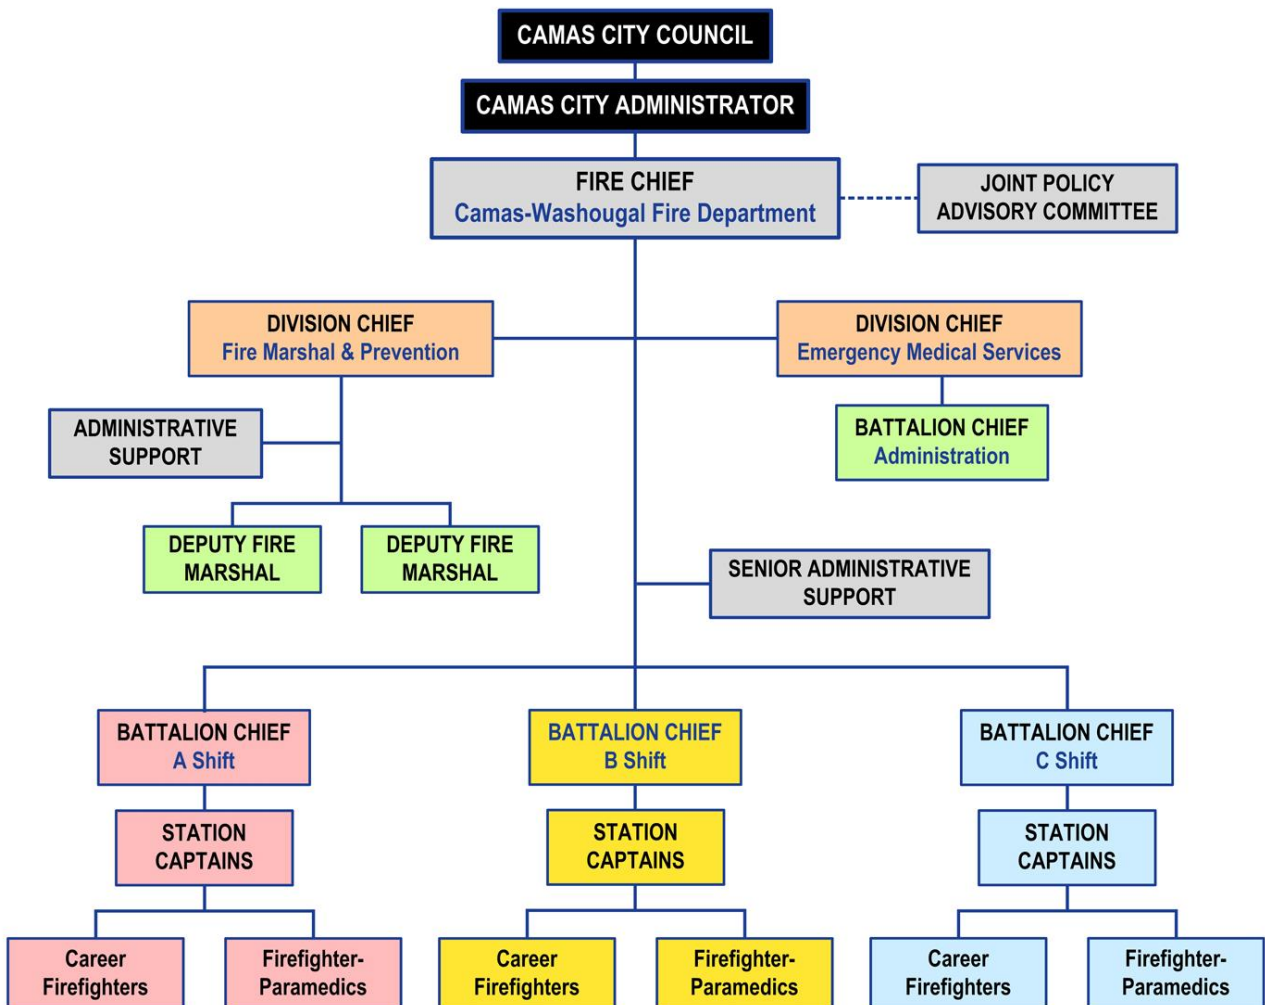 CAMAS CITY COUNCIL
CAMAS CITY ADMINISTRATOR
FIRE CHIEF
Camas-Washougal Fire Department
JOINT POLICY
ADVISORY COMMITTEE
DIVISION CHIEF
Fire Marshal & Prevention
DIVISION CHIEF
Emergency Medical Services
ADMINISTRATIVE
SUPPORT
BATTALION CHIEF
Administration
DEPUTY FIRE
MARSHAL
DEPUTY FIRE
MARSHAL
SENIOR ADMINISTRATIVE
SUPPORT
BATTALION CHIEF
A Shift
BATTALION CHIEF
B Shift
BATTALION CHIEF
C Shift
STATION
CAPTAINS
STATION
CAPTAINS
STATION
CAPTAINS
Career
Firefighters
Firefighter-
Paramedics
Career
Firefighters
Firefighter-
Paramedics
Career
Firefighters
Firefighter-
Paramedics